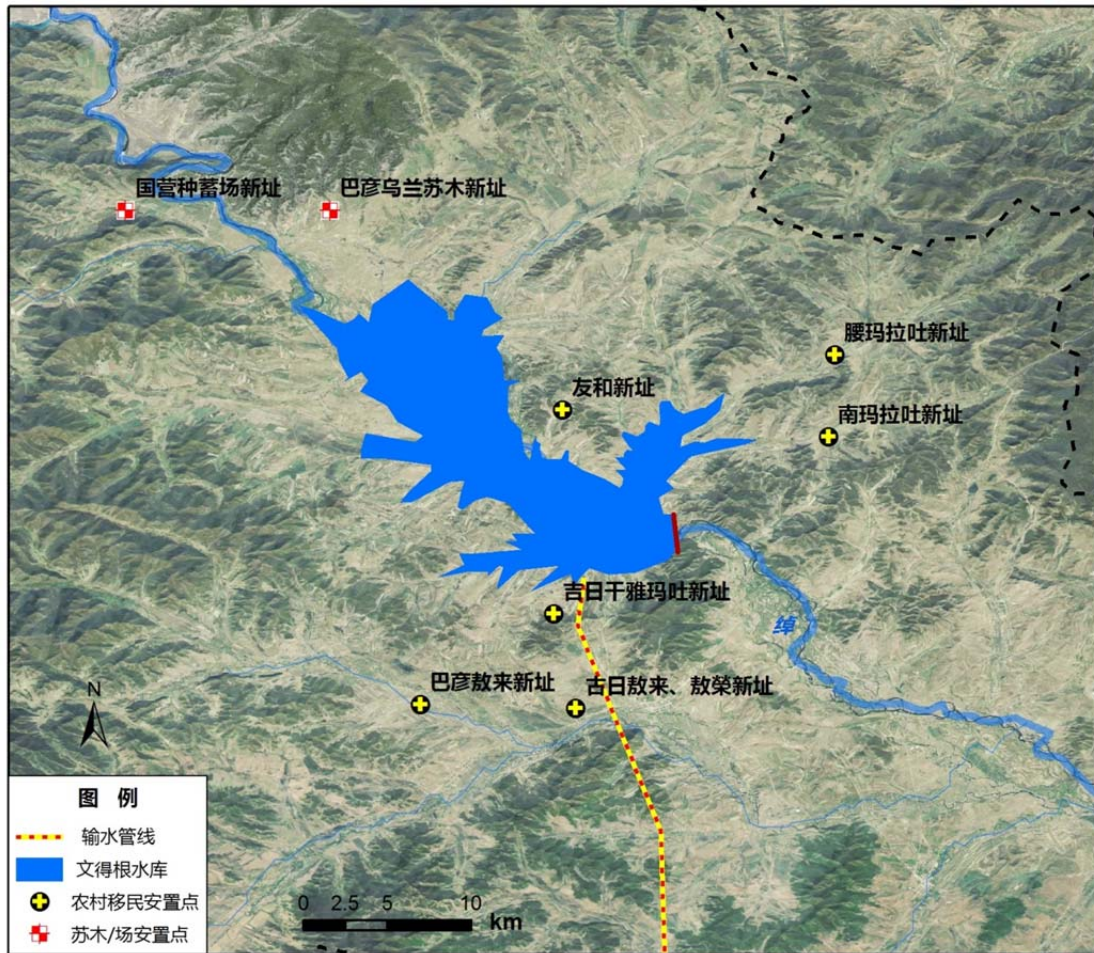 国营种蓄场新址
巴彦乌兰苏木新址
腰玛拉吐新址
友和新址
南玛拉吐新址
吉日干雅玛吐新址
绰
巴彦敖来新址
古日敖来、敖荣新址
N
图 例
输水管线
文得根水库
农村移民安置点
苏木/场安置点
0 2.5 5 10
km